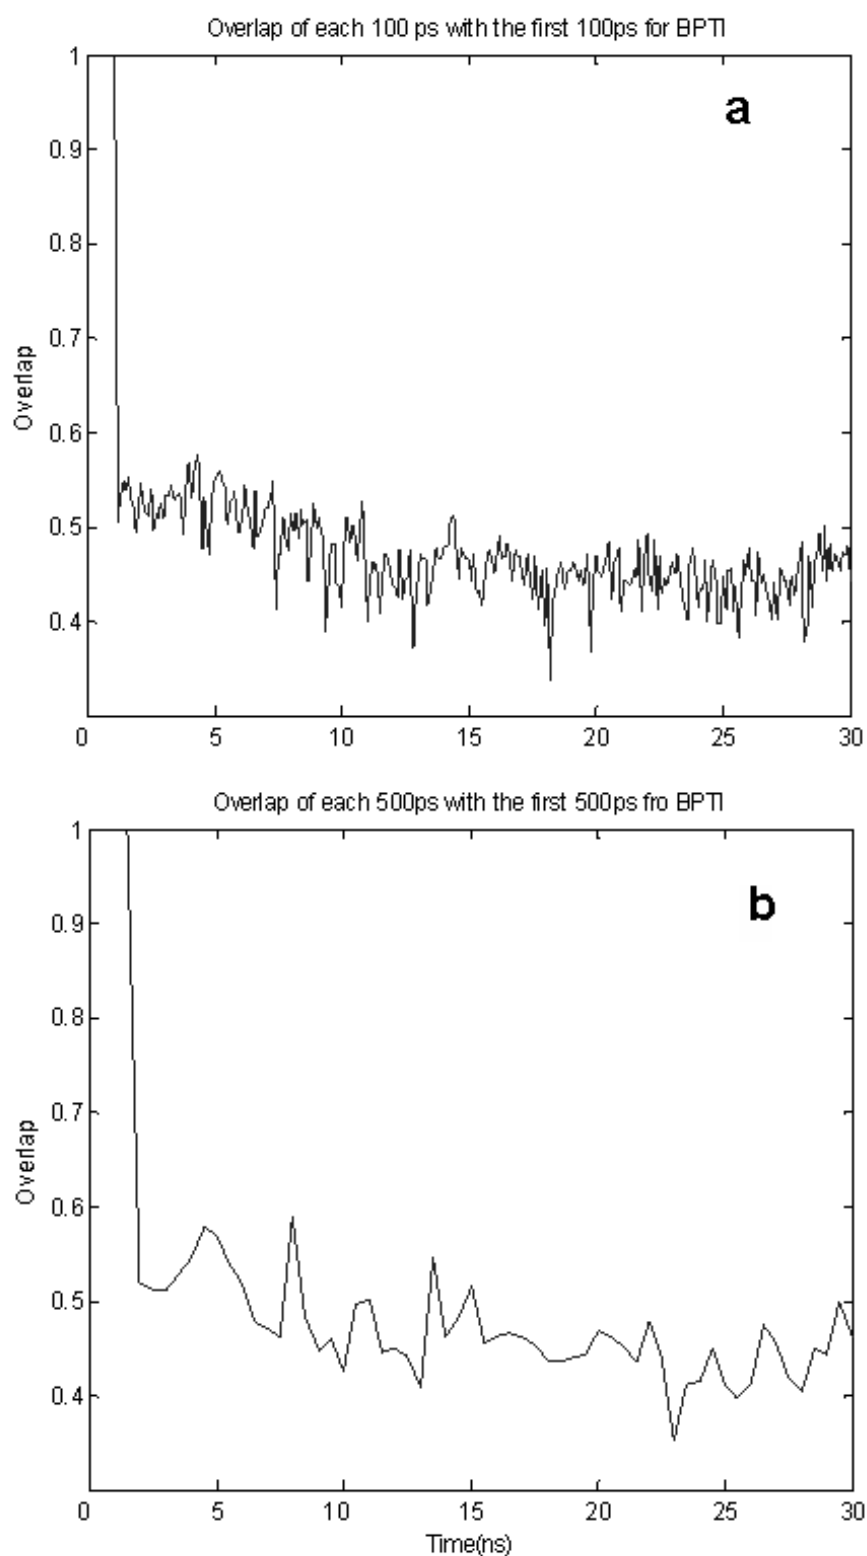 Overlap of each 100 ps with the first 100ps for BPTI
a
1
0.9
0.8
0.7
0.6
0.5
0.4
Overlap
0 5 10 15 20 25 30
Overlap of each 500ps with the first 500ps fro BPTI
b
1
0.9
0.8
0.7
0.6
0.5
0.4
Overlap
0 5 10 15 20 25 30
Time(ns)